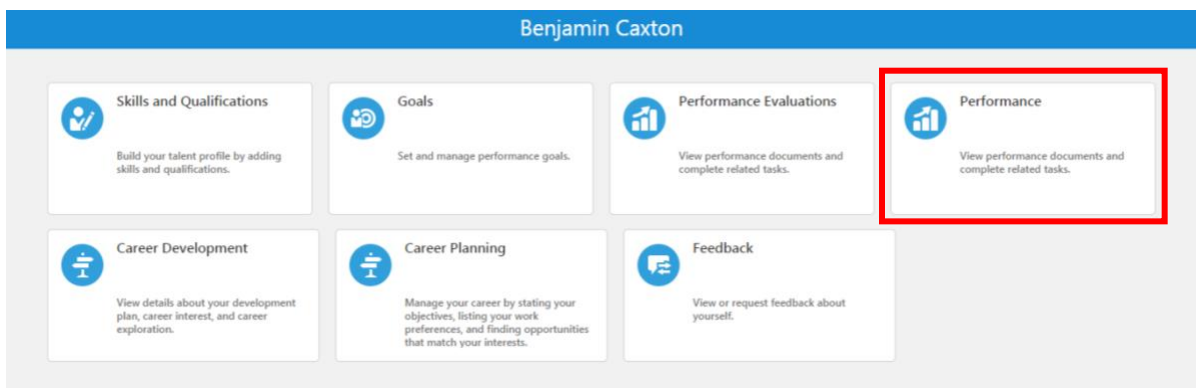 Benjamin Caxton
Skills and Qualifications
Build your talent profile by adding
skills and qualifications.
Goals
Set and manage performance goals.
Performance Evaluations
View performance documents and
complete related tasks.
Performance
View performance documents and
complete related tasks.
Career Development
View details about your development
plan, career interest, and career
exploration.
Career Planning
Manage your career by stating your
objectives, listing your work
preferences, and finding opportunities
that match your interests.
Feedback
View or request feedback about
yourself.